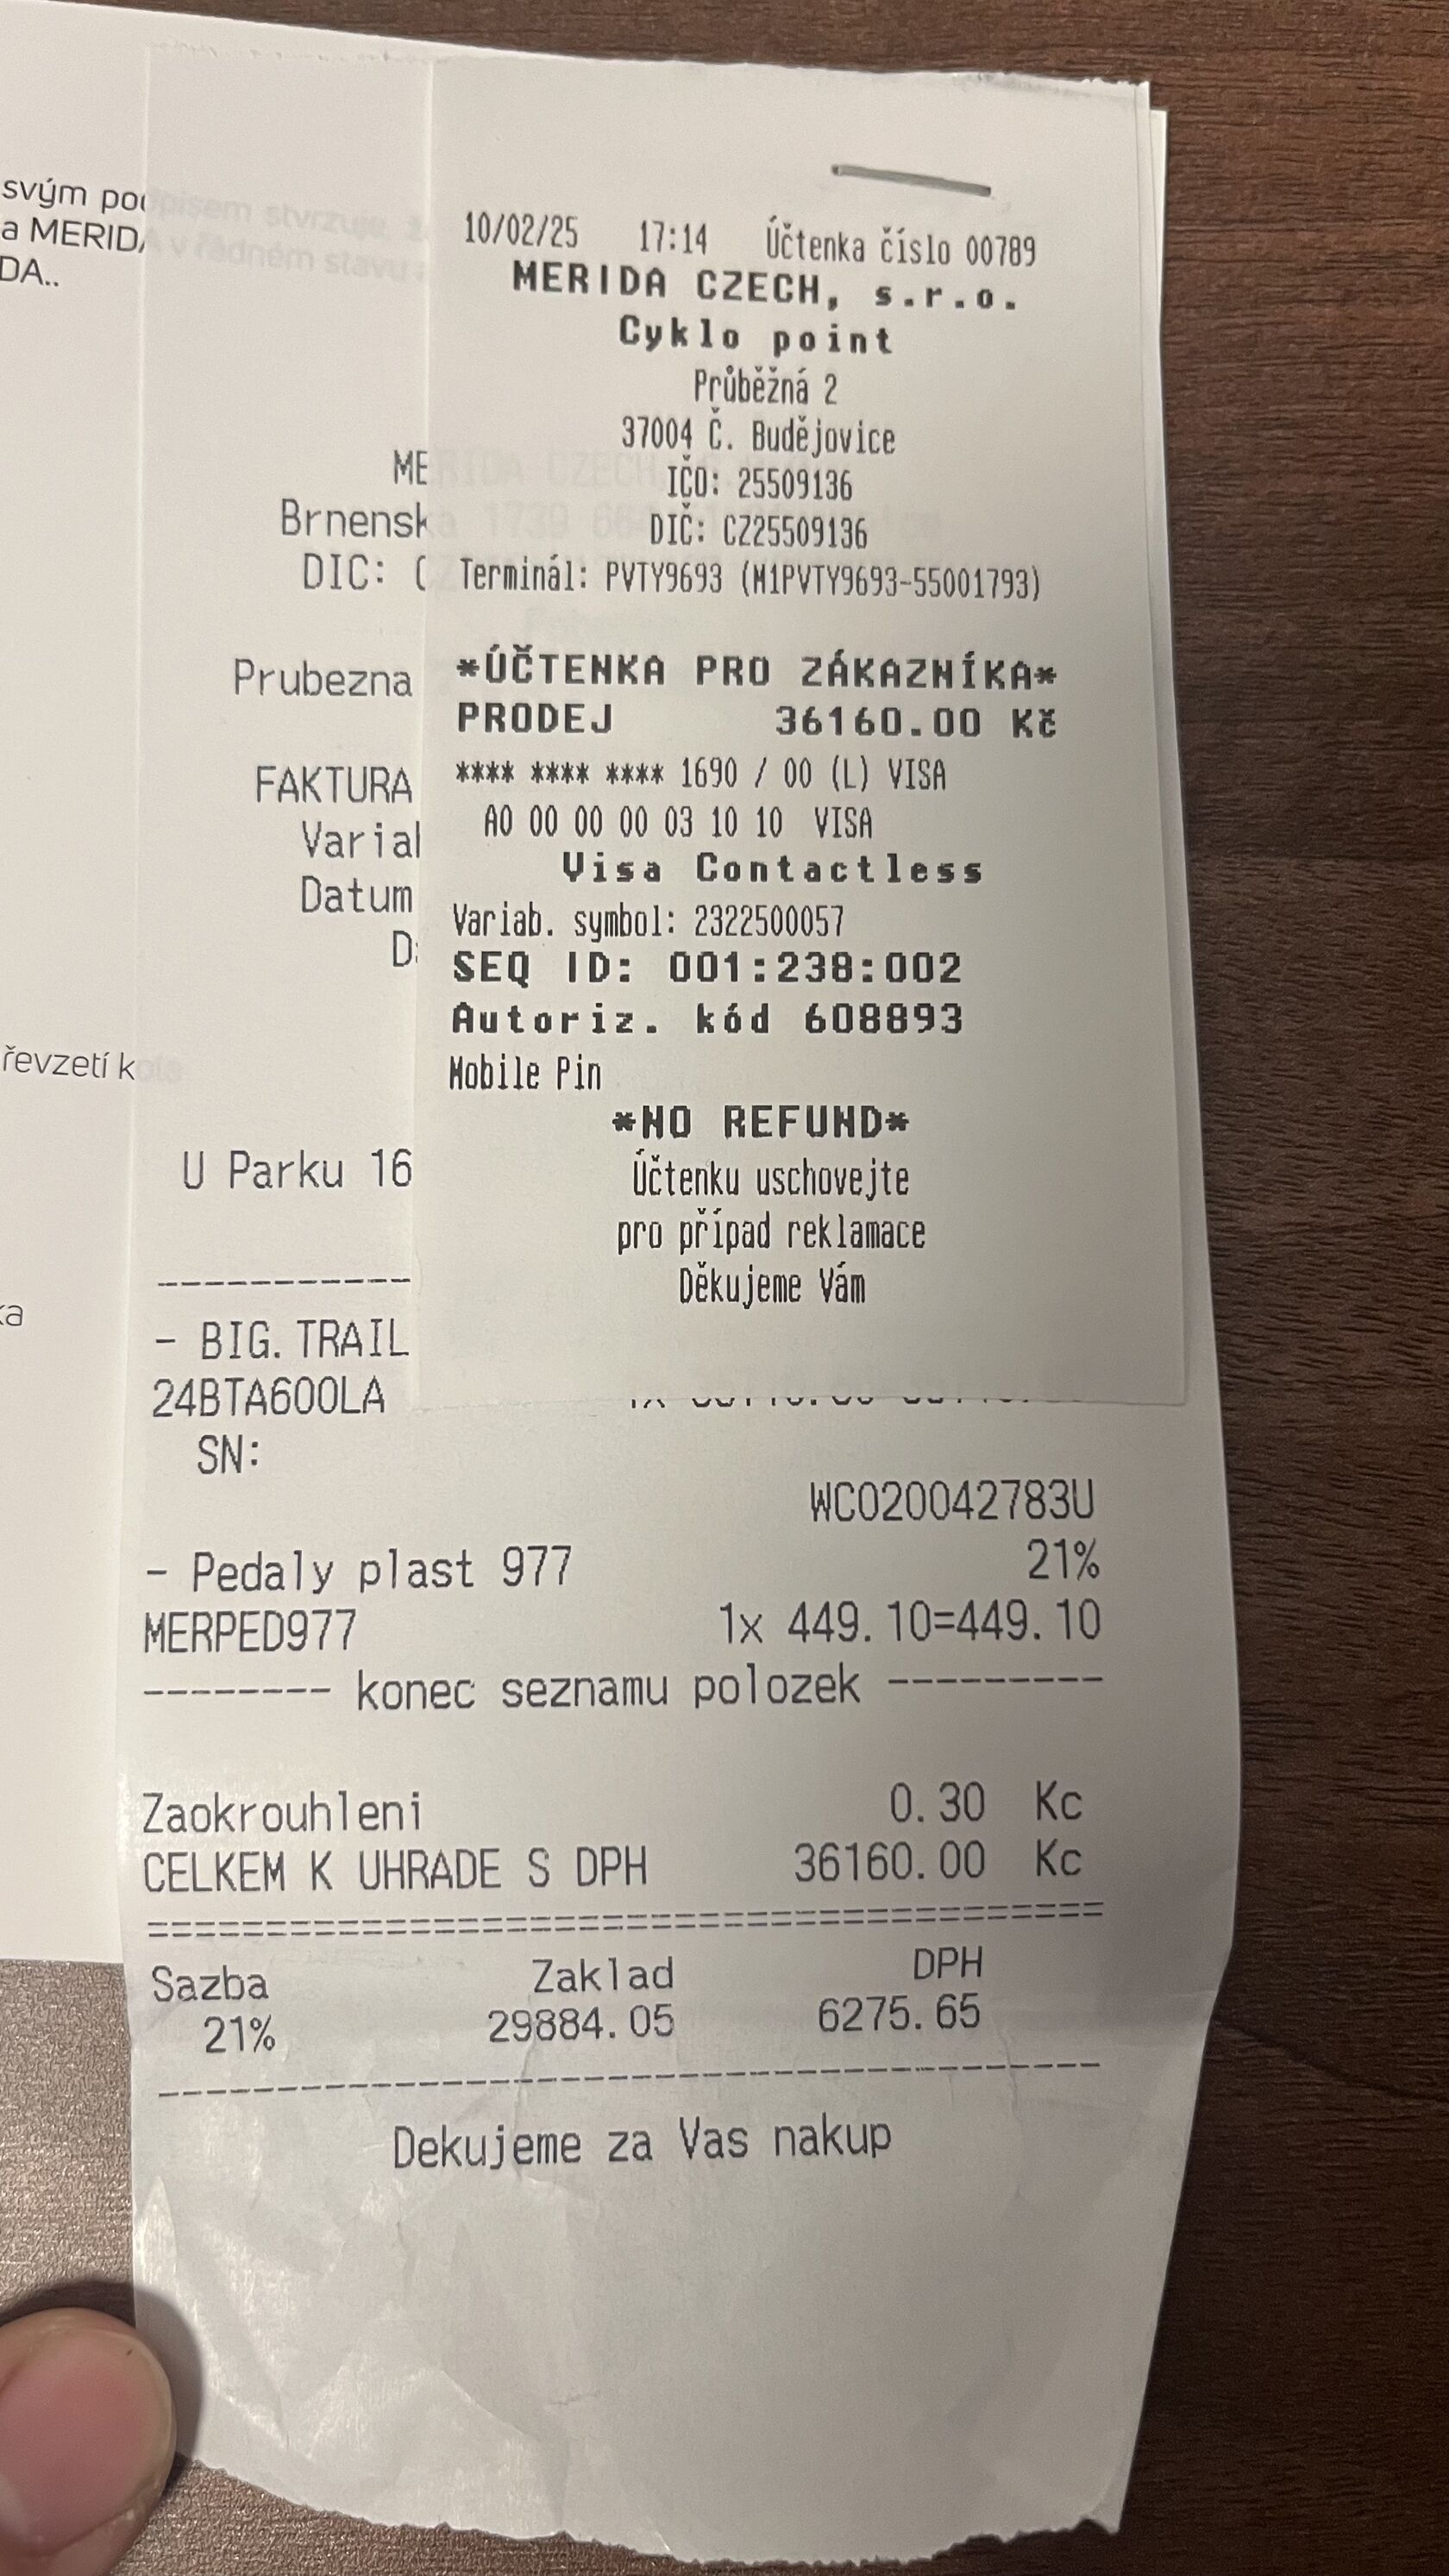 svým pod
a MERIDA
DA..
řevzetí k
ka
10/02/25 17:14 Účtenka číslo 00789
MERIDA CZECH, s.r.o.
Cyklo point
Průběžná 2
37004 Č. Budějovice
IČO: 25509136
DIČ: CZ25509136
Terminál: PVTY9693 (M1PVTY9693-55001793)
*ÚČTENKA PRO ZÁKAZNÍKA*
PRODEJ 36160.00 Kč
**** **** **** 1690 / 00 (L) VISA
A0 00 00 00 03 10 10 VISA
Visa Contactless
Variab. symbol: 2322500057
SEQ ID: 001:238:002
Autoriz. kód 608893
Mobile Pin
*NO REFUND*
Účtenku uschovejte
pro případ reklamace
Děkujeme Vám
ME
Brnensk
DIC: (
Prubezna
FAKTURA
Varia
Datum
D
U Parku 16
-----------
- BIG.TRAIL
24BTA600LA
SN:
WC020042783U
- Pedaly plast 977 21%
MERPED977 1x 449.10=449.10
-------- konec seznamu polozek ---------
Zaokrouhleni 0.30 Kc
CELKEM K UHRADE S DPH 36160.00 Kc
========================================
Sazba Zaklad DPH
21% 29884.05 6275.65
----------------------------------------
Dekujeme za Vas nakup